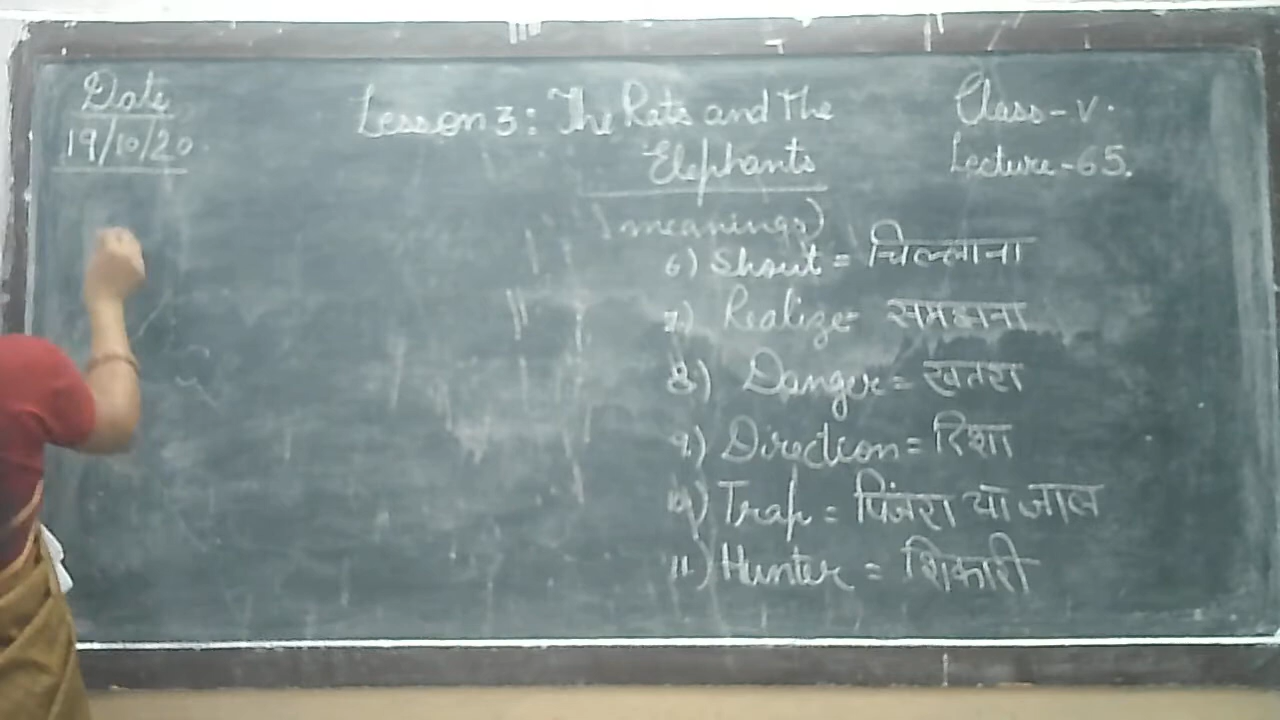 Date
19/10/20
Lesson 3: The Rats and The
Elephants
(meanings)
Class-V.
Lecture-65.
6) Shout = चिल्लाना
7) Realize= समझना
8) Danger = खतरा
9) Direction = दिशा
10) Trap = पिंजरा या जाल
11) Hunter = शिकारी